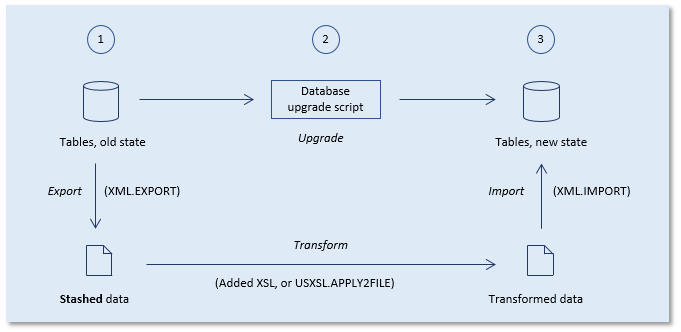 1
2
3
Database
upgrade script
Tables, old state
Upgrade
Tables, new state
Export
(XML.EXPORT)
Import
(XML.IMPORT)
Transform
(Added XSL, or USXSL.APPLY2FILE)
Stashed data
Transformed data